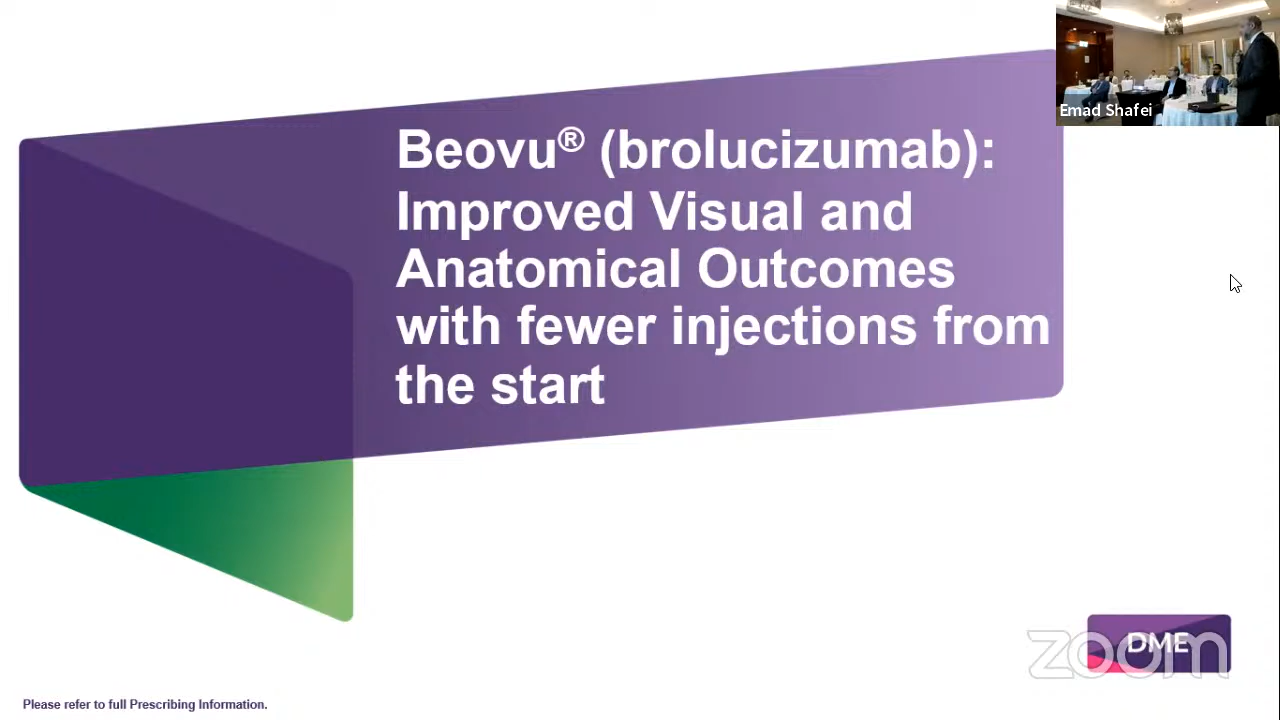 Emad Shafei
Beovu® (brolucizumab):
Improved Visual and
Anatomical Outcomes
with fewer injections from
the start
DME
zoom
Please refer to full Prescribing Information.